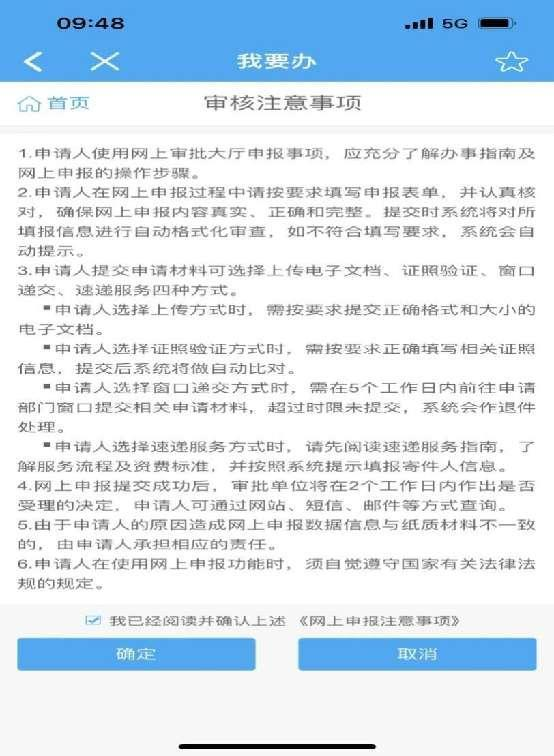 09:48
5G
我要办
首页
审核注意事项
1.申请人使用网上审批大厅申报事项，应充分了解办事指南及
网上申报的操作步骤。
2.申请人在网上申报过程中请按要求填写申报表单，并认真核
对，确保网上申报内容真实、正确和完整。提交时系统将对所
填报信息进行自动格式化审查，如不符合填写要求，系统会自
动提示。
3.申请人提交申请材料可选择上传电子文档、证照验证、窗口
递交、速递服务四种方式。
▪申请人选择上传方式时，需按要求提交正确格式和大小的
电子文档。
▪申请人选择证照验证方式时，需按要求正确填写相关证照
信息，提交后系统将做自动比对。
▪申请人选择窗口递交方式时，需在5个工作日内前往申请
部门窗口提交相关申请材料，超过时限未提交，系统会作退件
处理。
▪申请人选择速递服务方式时，请先阅读速递服务指南，了
解服务流程及资费标准，并按照系统提示填报寄件人信息。
4.网上申报提交成功后，审批单位将在2个工作日内作出是否
受理的决定，申请人可通过网站、短信、邮件等方式查询。
5.由于申请人的原因造成网上申报数据信息与纸质材料不一致
的，由申请人承担相应的责任。
6.申请人在使用网上申报功能时，须自觉遵守国家有关法律法
规的规定。
我已经阅读并确认上述《网上申报注意事项》
确定
取消